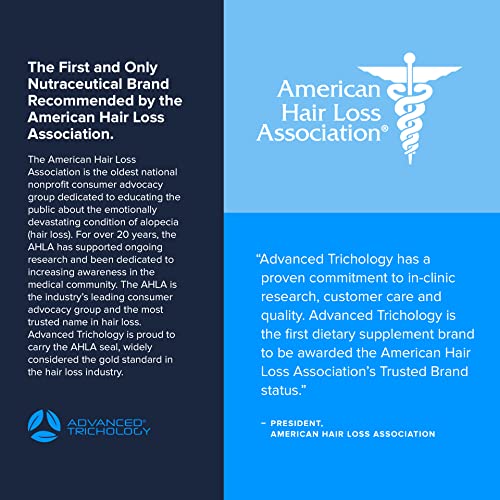 The First and Only
Nutraceutical Brand
Recommended by the
American Hair Loss
Association.
The American Hair Loss
Association is the oldest national
nonprofit consumer advocacy
group dedicated to educating the
public about the emotionally
devastating condition of alopecia
(hair loss). For over 20 years, the
AHLA has supported ongoing
research and been dedicated to
increasing awareness in the
medical community. The AHLA is
the industry's leading consumer
advocacy group and the most
trusted name in hair loss.
Advanced Trichology is proud to
carry the AHLA seal, widely
considered the gold standard in
the hair loss industry.
ADVANCED®
TRICHOLOGY
American
Hair Loss
Association®
“Advanced Trichology has a
proven commitment to in-clinic
research, customer care and
quality. Advanced Trichology is
the first dietary supplement brand
to be awarded the American Hair
Loss Association’s Trusted Brand
status.”
– PRESIDENT,
AMERICAN HAIR LOSS ASSOCIATION